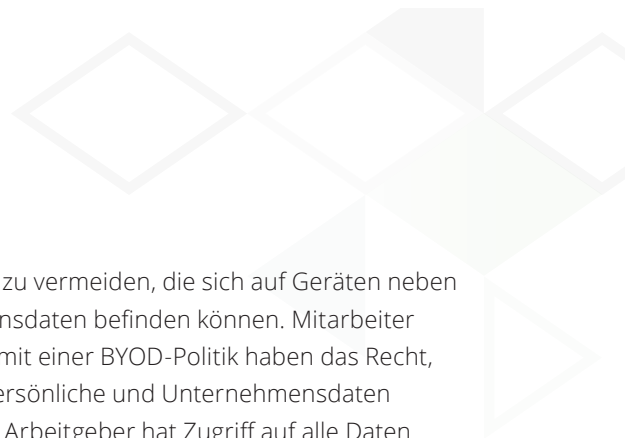 zu vermeiden, die sich auf Geräten neben
nsdaten befinden können. Mitarbeiter
mit einer BYOD-Politik haben das Recht,
ersönliche und Unternehmensdaten
Arbeitgeber hat Zugriff auf alle Daten